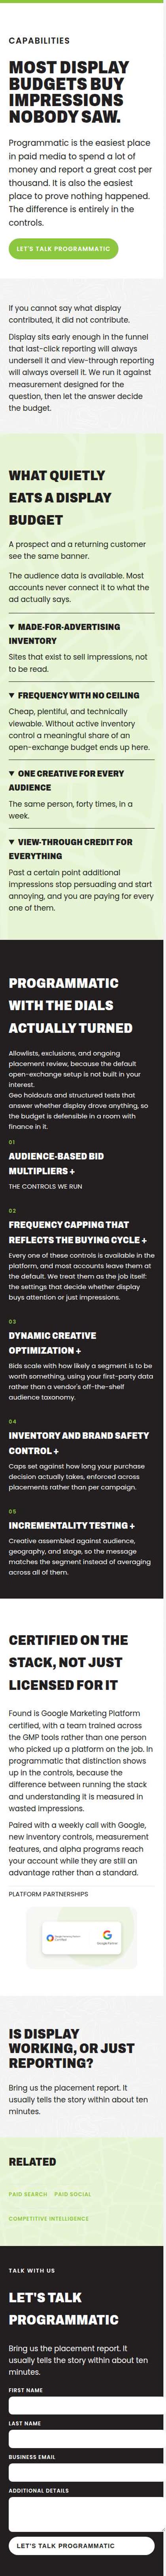 CAPABILITIES
MOST DISPLAY
BUDGETS BUY
IMPRESSIONS
NOBODY SAW.
Programmatic is the easiest place
in paid media to spend a lot of
money and report a great cost per
thousand. It is also the easiest
place to prove nothing happened.
The difference is entirely in the
controls.
LET'S TALK PROGRAMMATIC
If you cannot say what display
contributed, it did not contribute.
Display sits early enough in the funnel
that last-click reporting will always
undersell it and view-through reporting
will always oversell it. We run it against
measurement designed for the
question, then let the answer decide
the budget.
WHAT QUIETLY
EATS A DISPLAY
BUDGET
A prospect and a returning customer
see the same banner.
The audience data is available. Most
accounts never connect it to what the
ad actually says.
▼ MADE-FOR-ADVERTISING
INVENTORY
Sites that exist to sell impressions, not
to be read.
▼ FREQUENCY WITH NO CEILING
Cheap, plentiful, and technically
viewable. Without active inventory
control a meaningful share of an
open-exchange budget ends up here.
▼ ONE CREATIVE FOR EVERY
AUDIENCE
The same person, forty times, in a
week.
▼ VIEW-THROUGH CREDIT FOR
EVERYTHING
Past a certain point additional
impressions stop persuading and start
annoying, and you are paying for every
one of them.
PROGRAMMATIC
WITH THE DIALS
ACTUALLY TURNED
Allowlists, exclusions, and ongoing
placement review, because the default
open-exchange setup is not built in your
interest.
Geo holdouts and structured tests that
answer whether display drove anything, so
the budget is defensible in a room with
finance in it.
01
AUDIENCE-BASED BID
MULTIPLIERS +
THE CONTROLS WE RUN
02
FREQUENCY CAPPING THAT
REFLECTS THE BUYING CYCLE +
Every one of these controls is available in the
platform, and most accounts leave them at
the default. We treat them as the job itself:
the settings that decide whether display
buys attention or just impressions.
03
DYNAMIC CREATIVE
OPTIMIZATION +
Bids scale with how likely a segment is to be
worth something, using your first-party data
rather than a vendor's off-the-shelf
audience taxonomy.
04
INVENTORY AND BRAND SAFETY
CONTROL +
Caps set against how long your purchase
decision actually takes, enforced across
placements rather than per campaign.
05
INCREMENTALITY TESTING +
Creative assembled against audience,
geography, and stage, so the message
matches the segment instead of averaging
across all of them.
CERTIFIED ON THE
STACK, NOT JUST
LICENSED FOR IT
Found is Google Marketing Platform
certified, with a team trained across
the GMP tools rather than one person
who picked up a platform on the job. In
programmatic that distinction shows
up in the controls, because the
difference between running the stack
and understanding it is measured in
wasted impressions.
Paired with a weekly call with Google,
new inventory controls, measurement
features, and alpha programs reach
your account while they are still an
advantage rather than a standard.
PLATFORM PARTNERSHIPS
IS DISPLAY
WORKING, OR JUST
REPORTING?
Bring us the placement report. It
usually tells the story within about ten
minutes.
RELATED
PAID SEARCH PAID SOCIAL
COMPETITIVE INTELLIGENCE
TALK WITH US
LET'S TALK
PROGRAMMATIC
Bring us the placement report. It
usually tells the story within about ten
minutes.
FIRST NAME
LAST NAME
BUSINESS EMAIL
ADDITIONAL DETAILS
LET'S TALK PROGRAMMATIC